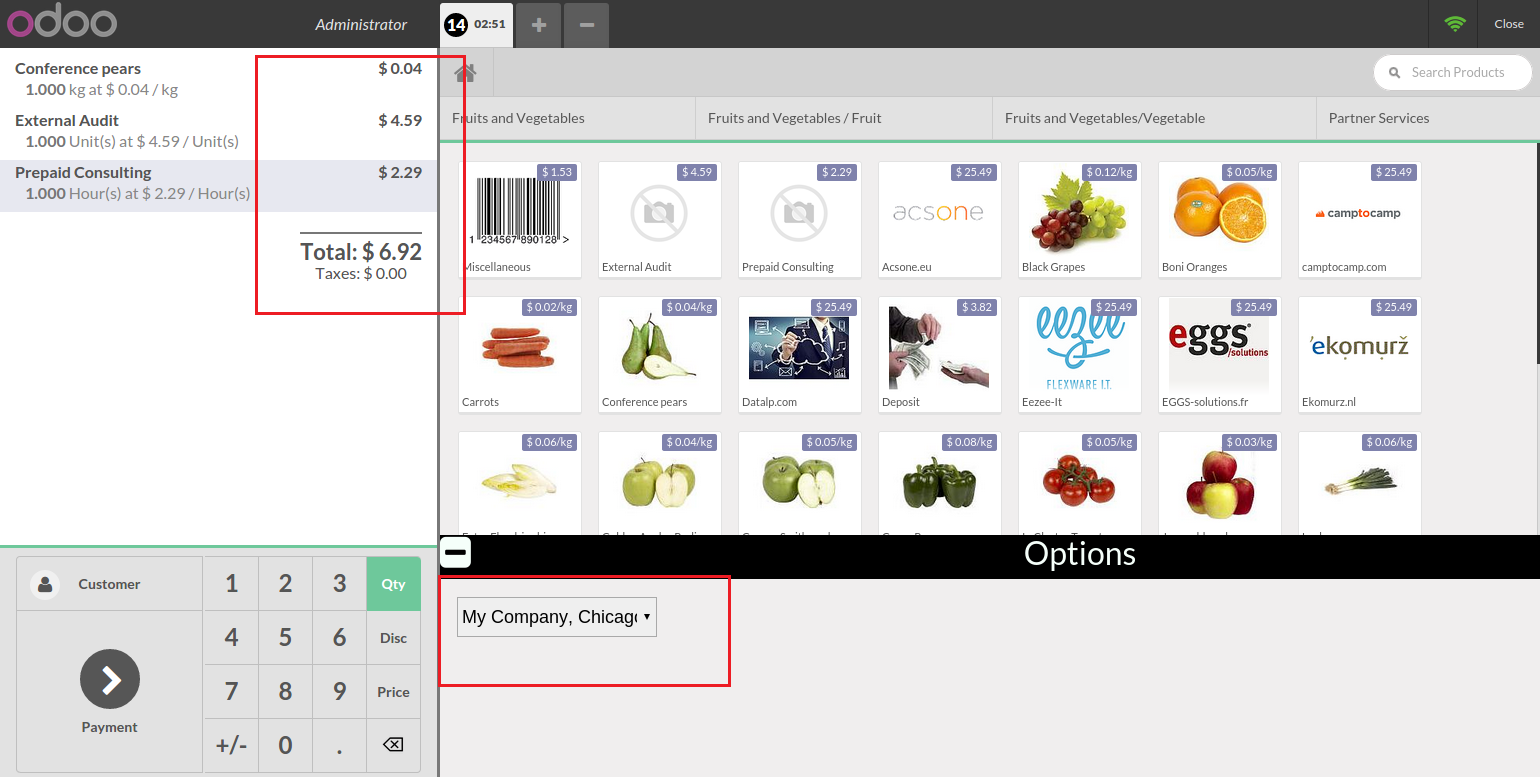 odoo
Administrator
14 02:51 + −
Close
Conference pears $ 0.04
1.000 kg at $ 0.04 / kg
External Audit $ 4.59
1.000 Unit(s) at $ 4.59 / Unit(s)
Prepaid Consulting $ 2.29
1.000 Hour(s) at $ 2.29 / Hour(s)
Total: $ 6.92
Taxes: $ 0.00
Customer
Payment
1 2 3 Qty
4 5 6 Disc
7 8 9 Price
+/- 0 .
Search Products
Fruits and Vegetables
Fruits and Vegetables / Fruit
Fruits and Vegetables/Vegetable
Partner Services
$ 1.53
1 234567 890128 >
Miscellaneous
$ 4.59
External Audit
$ 2.29
Prepaid Consulting
$ 25.49
acsone
Acsone.eu
$ 0.12/kg
Black Grapes
$ 0.05/kg
Boni Oranges
$ 25.49
camptocamp
camptocamp.com
$ 0.02/kg
Carrots
$ 0.04/kg
Conference pears
$ 25.49
Datalp.com
$ 3.82
Deposit
$ 25.49
eezee
FLEXWARE I.T.
Eezee-It
$ 25.49
eggs
/solutions
EGGS-solutions.fr
$ 25.49
'ekomurż
Ekomurz.nl
$ 0.06/kg
$ 0.04/kg
$ 0.05/kg
$ 0.08/kg
$ 0.05/kg
$ 0.03/kg
$ 0.06/kg
Options
My Company, Chicago